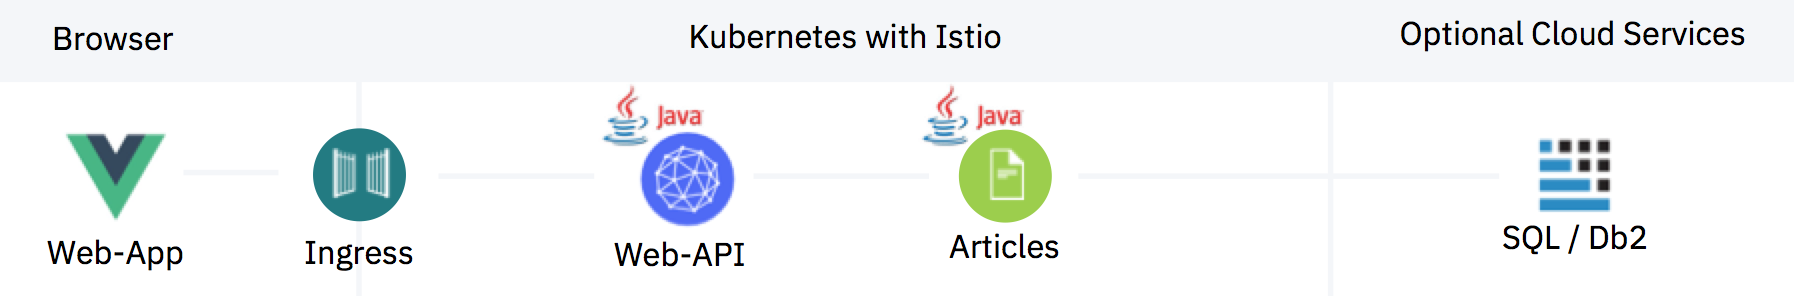 Browser
Kubernetes with Istio
Optional Cloud Services
Java
Java
Web-App
Ingress
Web-API
Articles
SQL / Db2